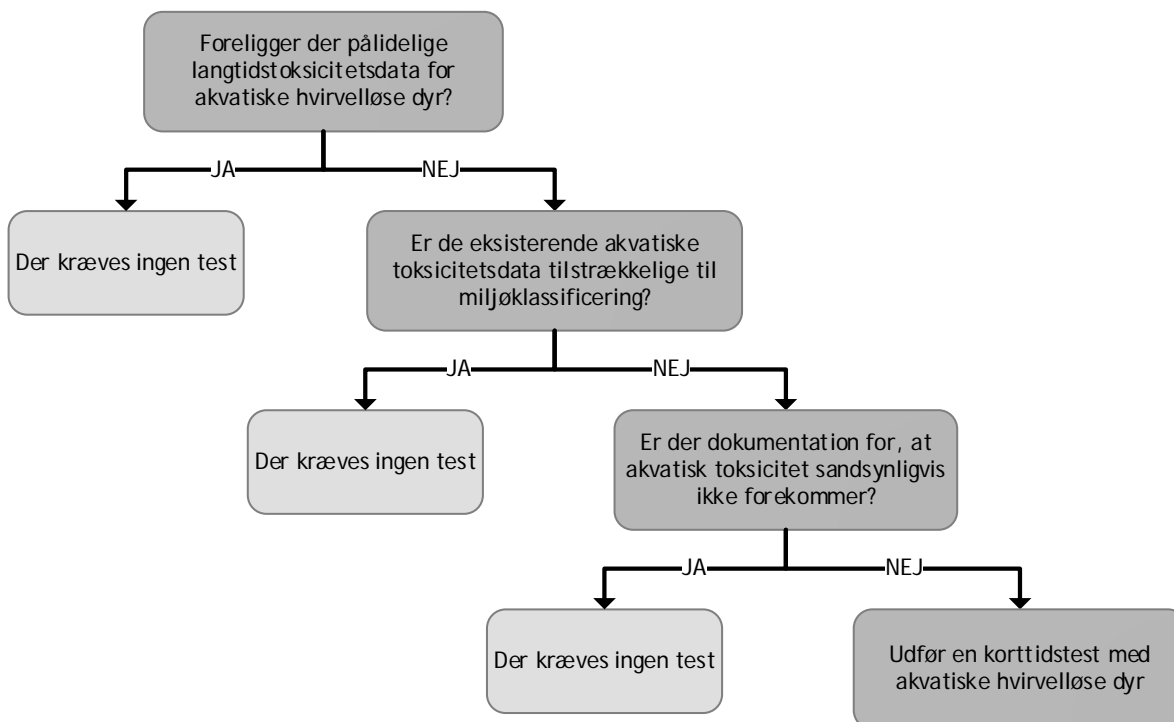 Foreligger der pålidelige
langtidstoksicitetsdata for
akvatiske hvirvelløse dyr?
JA
NEJ
Der kræves ingen test
Er de eksisterende akvatiske
toksicitetsdata tilstrækkelige til
miljøklassificering?
JA
NEJ
Der kræves ingen test
Er der dokumentation for, at
akvatisk toksicitet sandsynligvis
ikke forekommer?
JA
NEJ
Der kræves ingen test
Udfør en korttidstest med
akvatiske hvirvelløse dyr